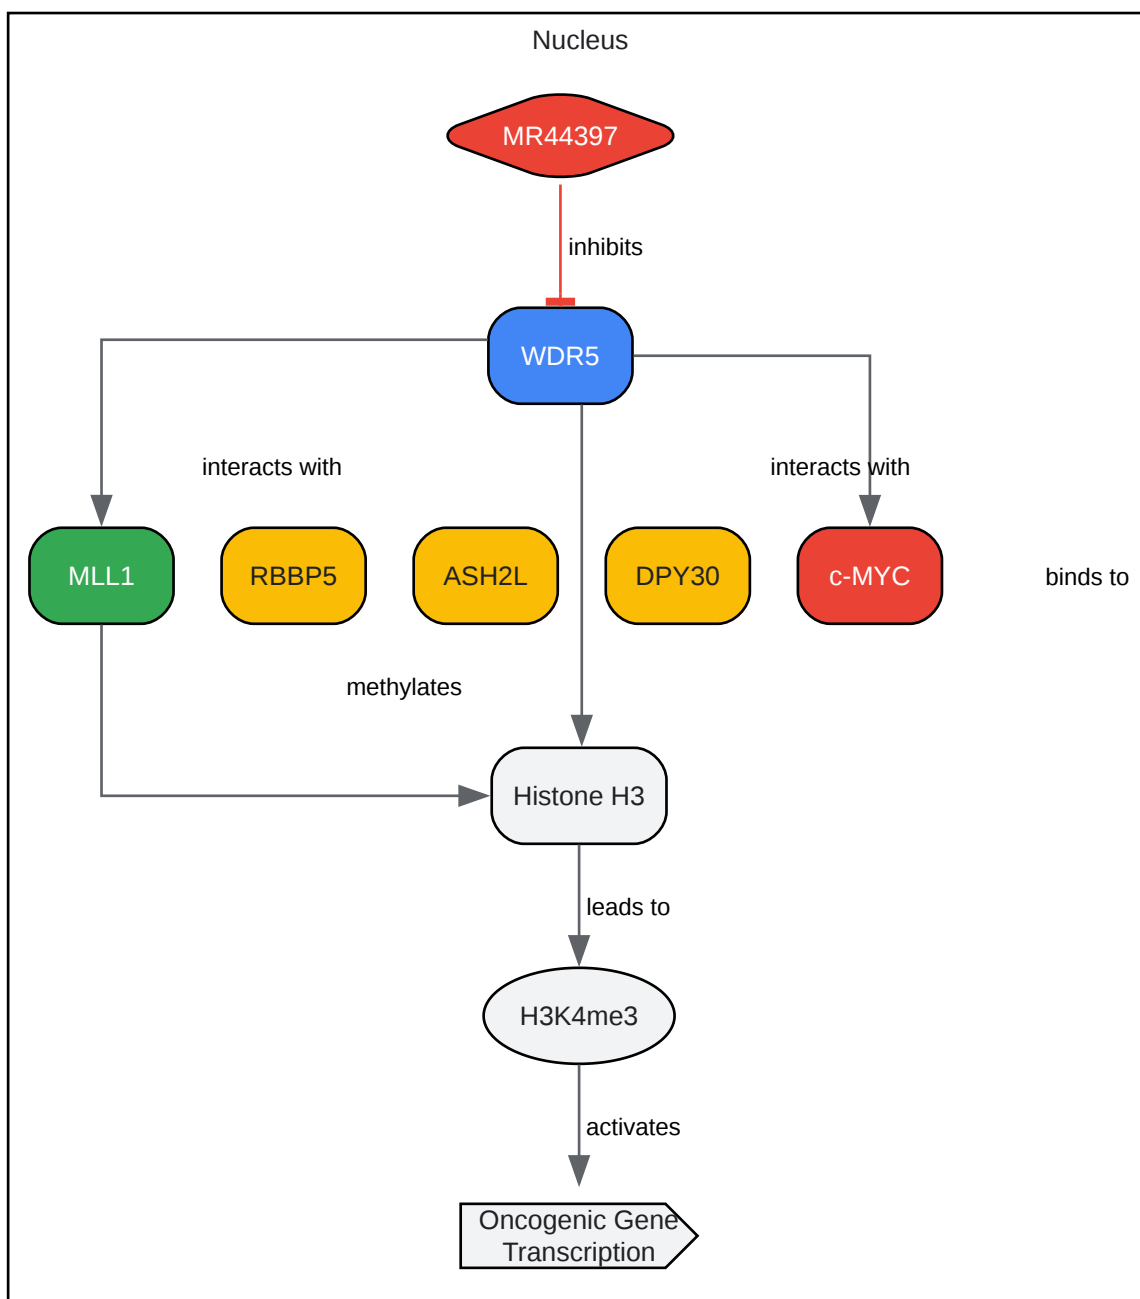 Nucleus
MR44397
inhibits
WDR5
interacts with
interacts with
MLL1
RBBP5
ASH2L
DPY30
c-MYC
binds to
methylates
Histone H3
leads to
H3K4me3
activates
Oncogenic Gene
Transcription